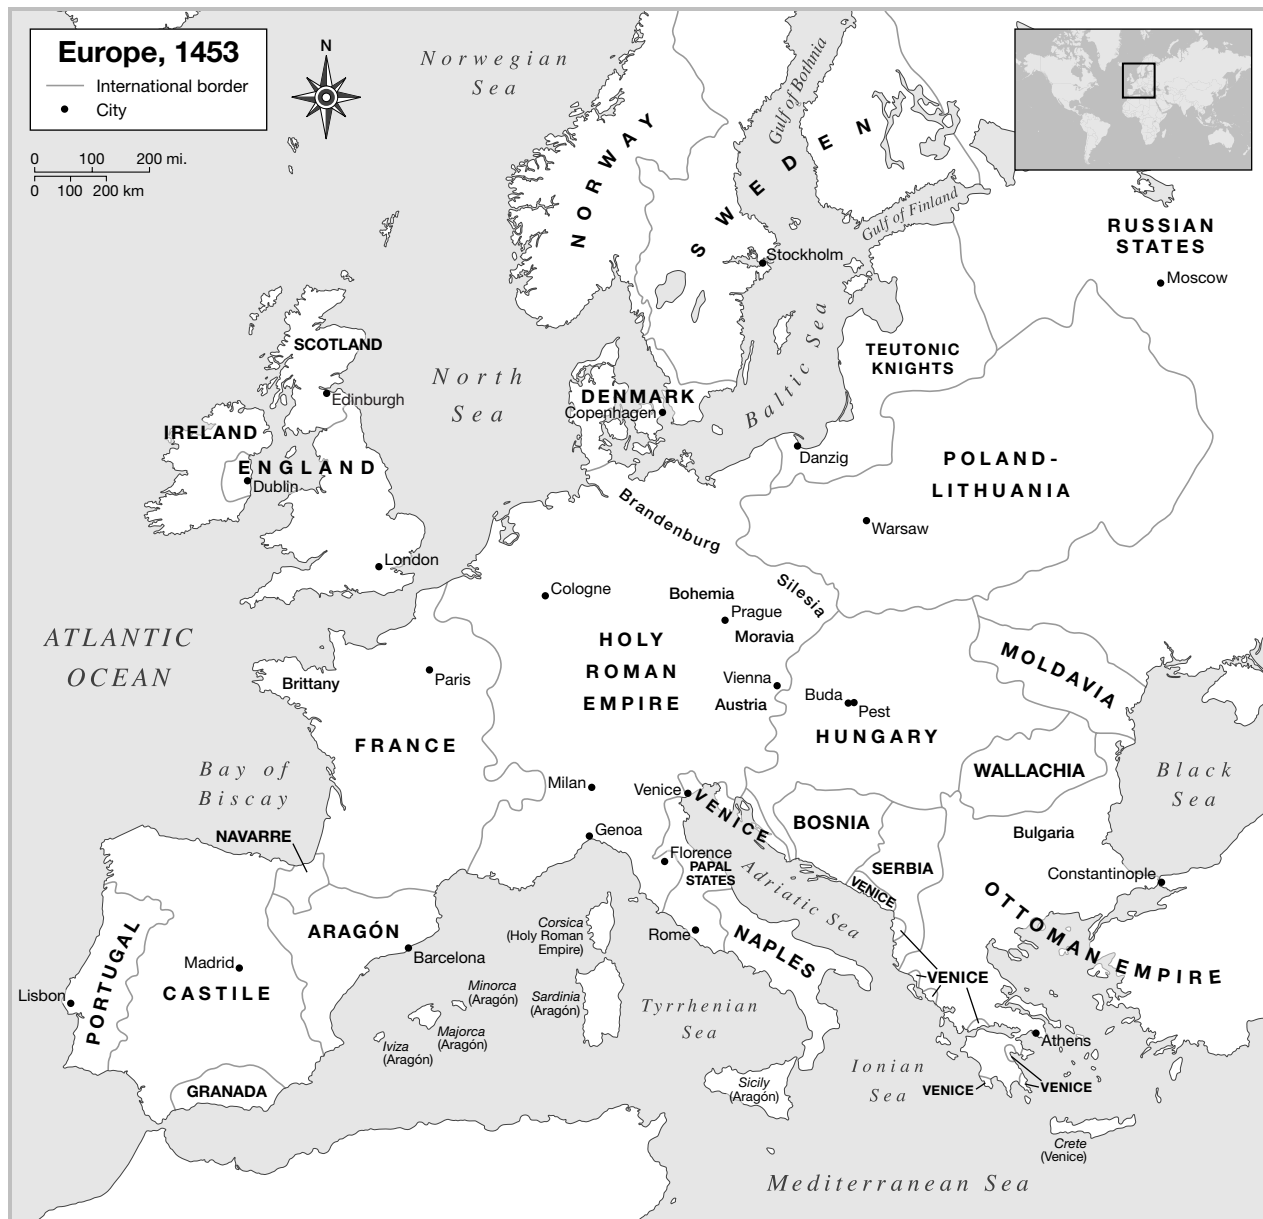 Europe, 1453
International border
City
N
0 100 200 mi.
0 100 200 km
Norwegian
Sea
Gulf of Bothnia
NORWAY
SWEDEN
Gulf of Finland
Stockholm
RUSSIAN
STATES
Moscow
SCOTLAND
Edinburgh
North
Sea
Baltic Sea
TEUTONIC
KNIGHTS
DENMARK
Copenhagen
IRELAND
ENGLAND
Dublin
London
Danzig
POLAND-
LITHUANIA
Warsaw
Brandenburg
Cologne
Bohemia
Prague
Moravia
Silesia
HOLY
ROMAN
EMPIRE
Vienna
Austria
ATLANTIC
OCEAN
Brittany
Paris
FRANCE
Buda
Pest
HUNGARY
MOLDAVIA
WALLACHIA
Black
Sea
Bay of
Biscay
Milan
Venice
VENICE
Genoa
BOSNIA
SERBIA
Bulgaria
NAVARRE
Florence
PAPAL
STATES
Adriatic Sea
VENICE
Constantinople
OTTOMAN EMPIRE
PORTUGAL
Lisbon
Madrid
CASTILE
ARAGÓN
Barcelona
GRANADA
Corsica
(Holy Roman
Empire)
Rome
NAPLES
Minorca
(Aragón)
Majorca
(Aragón)
Iviza
(Aragón)
Sardinia
(Aragón)
Tyrrhenian
Sea
VENICE
Athens
Ionian
Sea
Sicily
(Aragón)
VENICE
VENICE
Crete
(Venice)
Mediterranean Sea